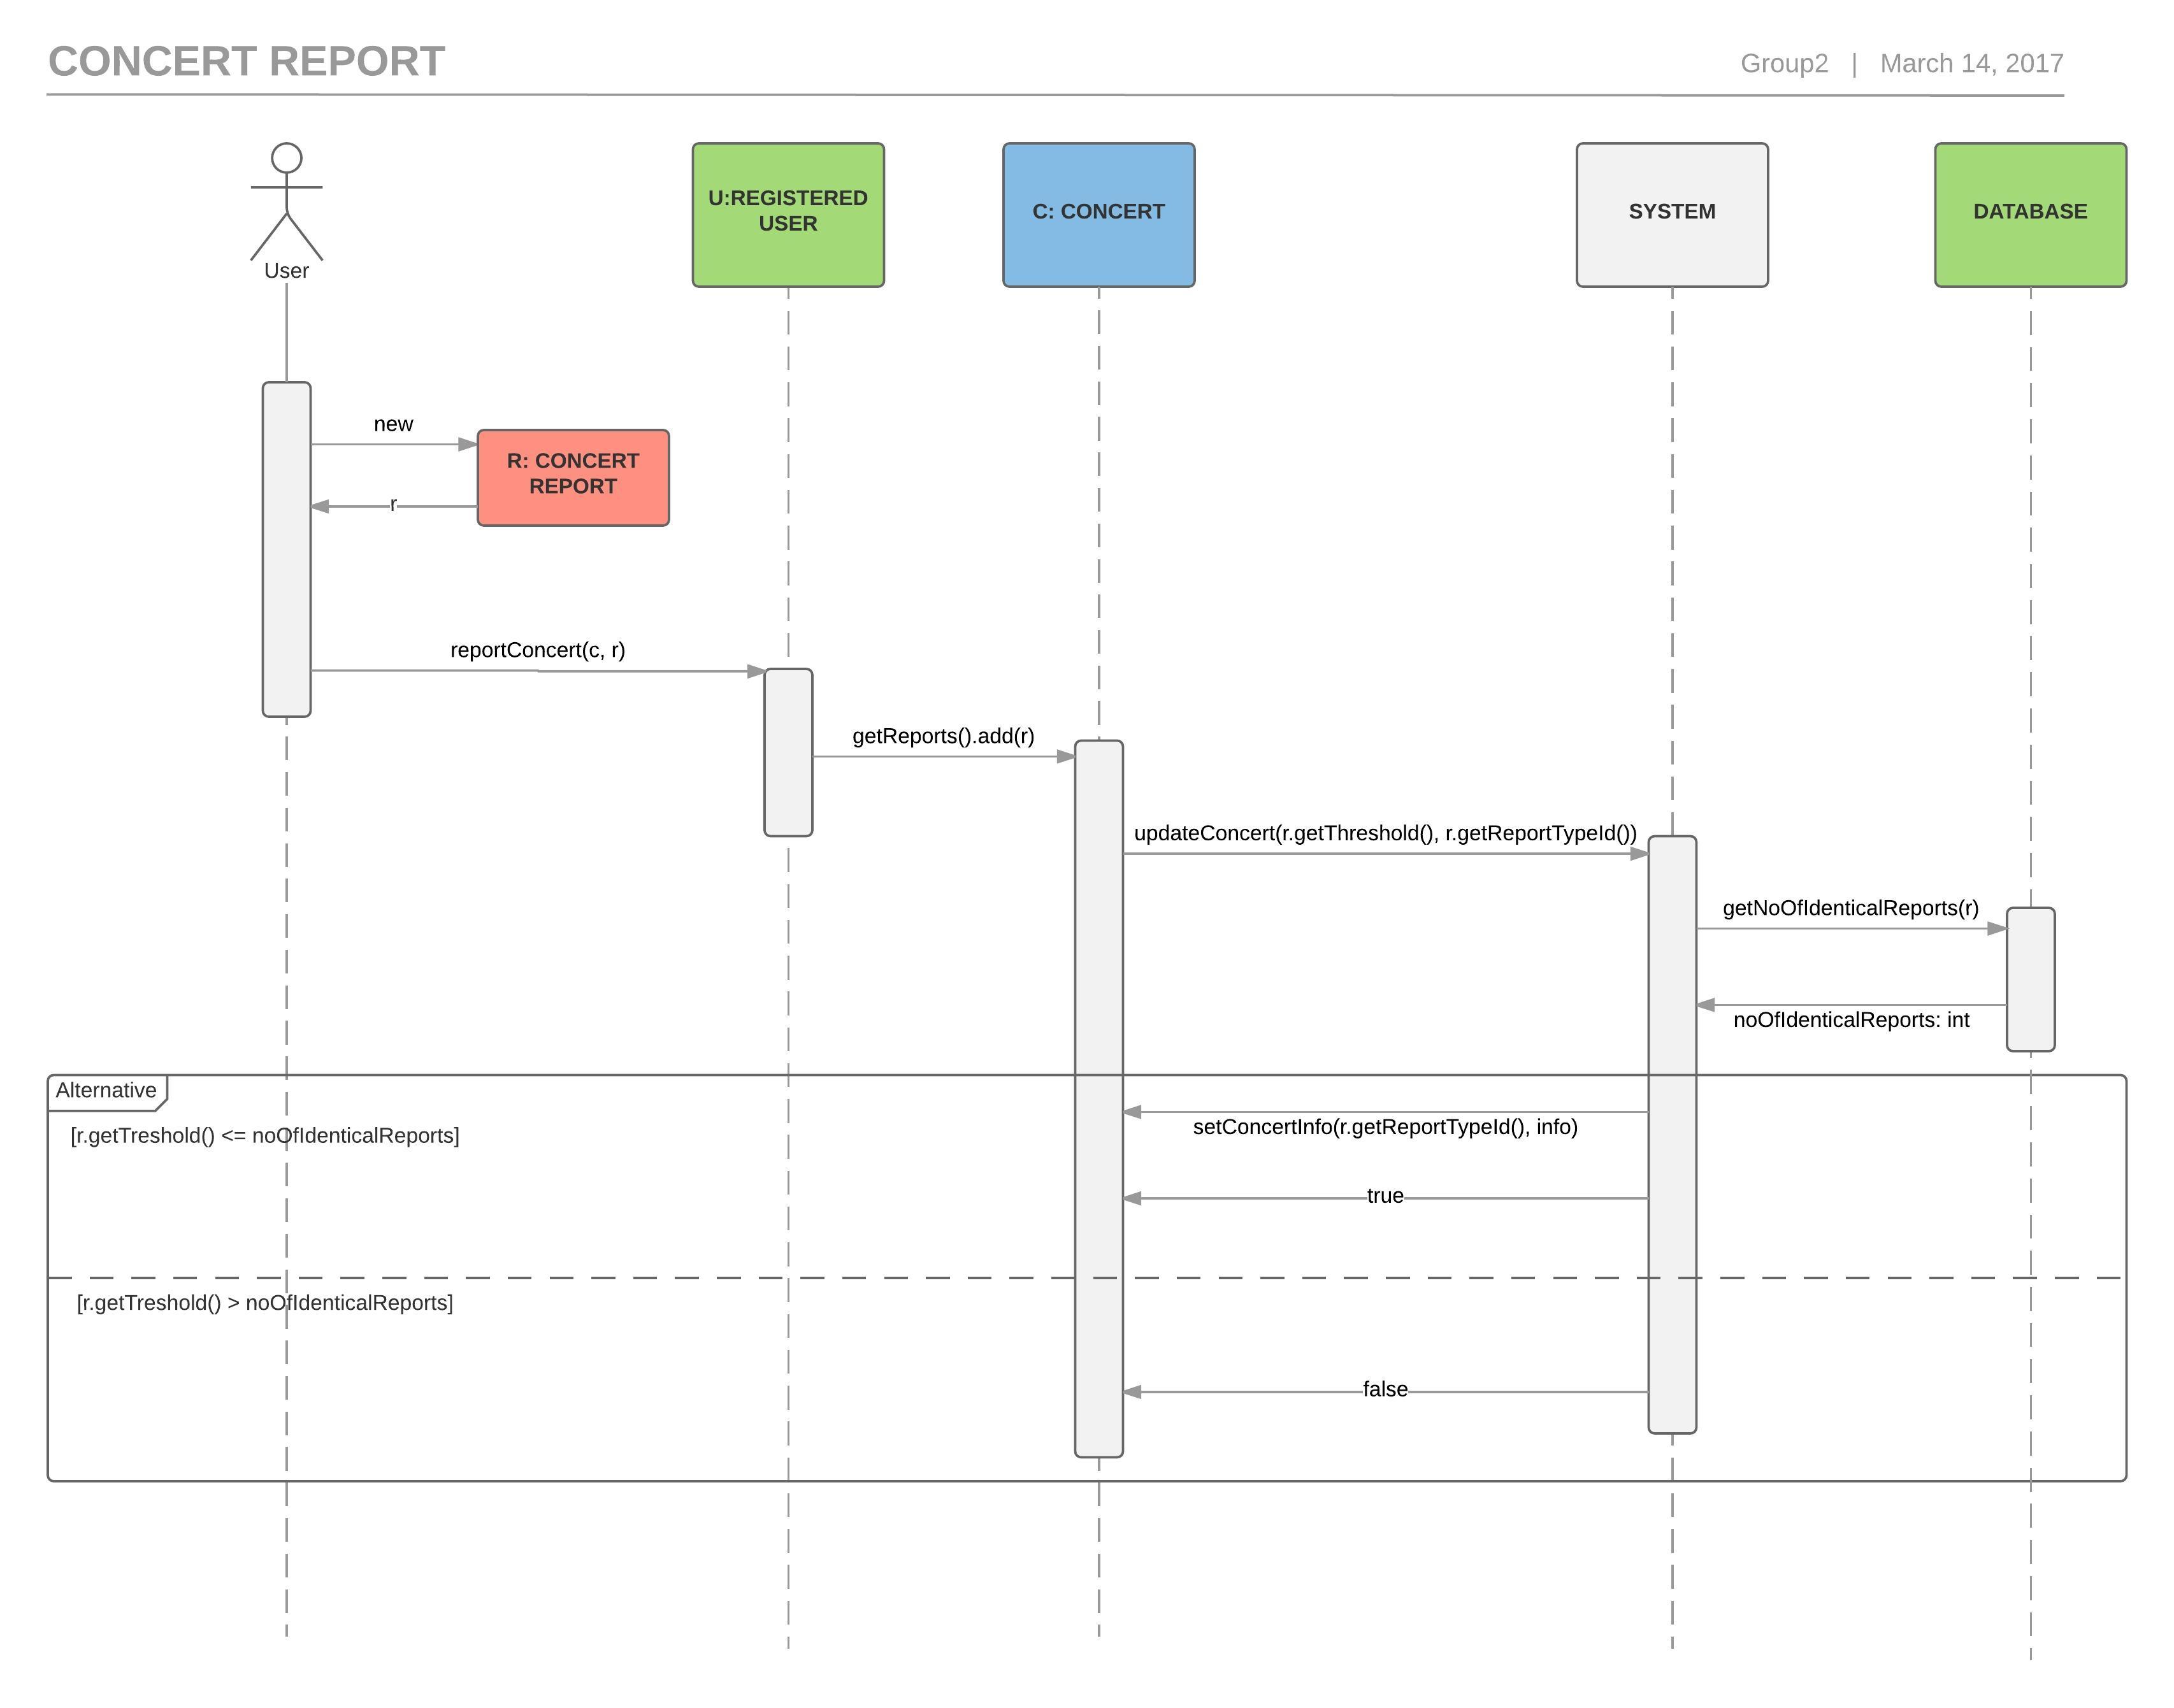 CONCERT REPORT
Group2 | March 14, 2017
User
U:REGISTERED
USER
C: CONCERT
SYSTEM
DATABASE
new
R: CONCERT
REPORT
r
reportConcert(c, r)
getReports().add(r)
updateConcert(r.getThreshold(), r.getReportTypeId())
getNoOfIdenticalReports(r)
noOfIdenticalReports: int
Alternative
[r.getTreshold() <= noOfIdenticalReports]
setConcertInfo(r.getReportTypeId(), info)
true
[r.getTreshold() > noOfIdenticalReports]
false